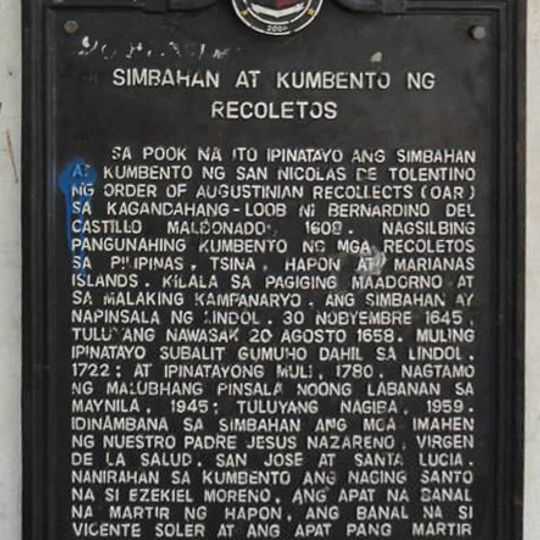 2004
SIMBAHAN AT KUMBENTO NG
RECOLETOS
SA POOK NA ITO IPINATAYO ANG SIMBAHAN
AT KUMBENTO NG SAN NICOLAS DE TOLENTINO
NG ORDER OF AUGUSTINIAN RECOLLECTS (OAR)
SA KAGANDAHANG-LOOB NI BERNARDINO DEL
CASTILLO MALDONADO, 1608. NAGSILBING
PANGUNAHING KUMBENTO NG MGA RECOLETOS
SA PILIPINAS, TSINA, HAPON AT MARIANAS
ISLANDS. KILALA SA PAGIGING MAADORNO AT
SA MALAKING KAMPANARYO. ANG SIMBAHAN AY
NAPINSALA NG LINDOL, 30 NOBYEMBRE 1645,
TULUYANG NAWASAK 20 AGOSTO 1658. MULING
IPINATAYO SUBALIT GUMUHO DAHIL SA LINDOL,
1722; AT IPINATAYONG MULI, 1780. NAGTAMO
NG MALUBHANG PINSALA NOONG LABANAN SA
MAYNILA, 1945; TULUYANG NAGIBA, 1959.
IDINAMBANA SA SIMBAHAN ANG MGA IMAHEN
NG NUESTRO PADRE JESUS NAZARENO, VIRGEN
DE LA SALUD, SAN JOSE AT SANTA LUCIA.
NANIRAHAN SA KUMBENTO ANG NAGING SANTO
NA SI EZEKIEL MORENO, ANG APAT NA BANAL
NA MARTIR NG HAPON, ANG BANAL NA SI
VICENTE SOLER AT ANG APAT PANG MARTIR